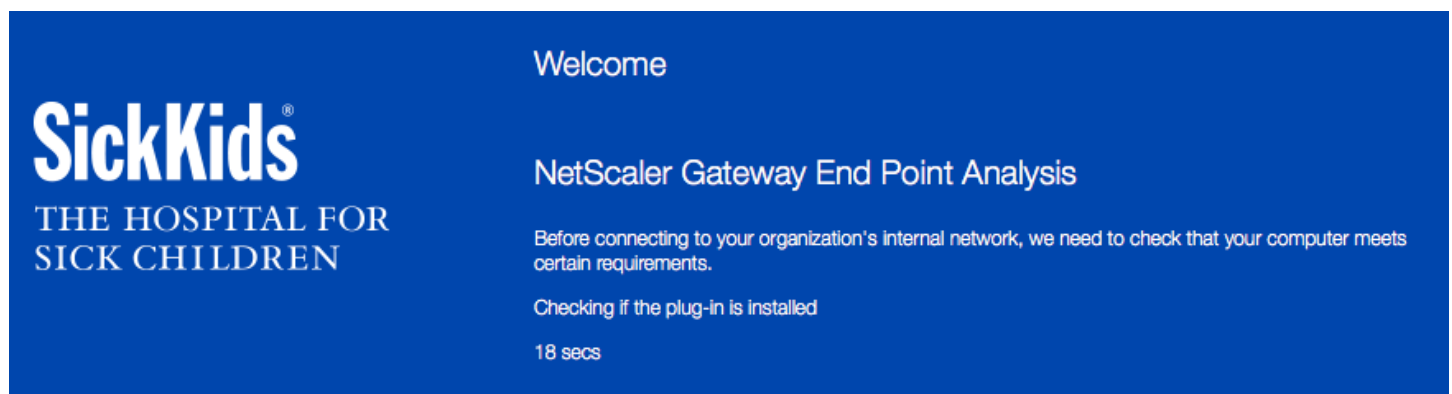 SickKids®
THE HOSPITAL FOR
SICK CHILDREN
Welcome
NetScaler Gateway End Point Analysis
Before connecting to your organization's internal network, we need to check that your computer meets
certain requirements.
Checking if the plug-in is installed
18 secs